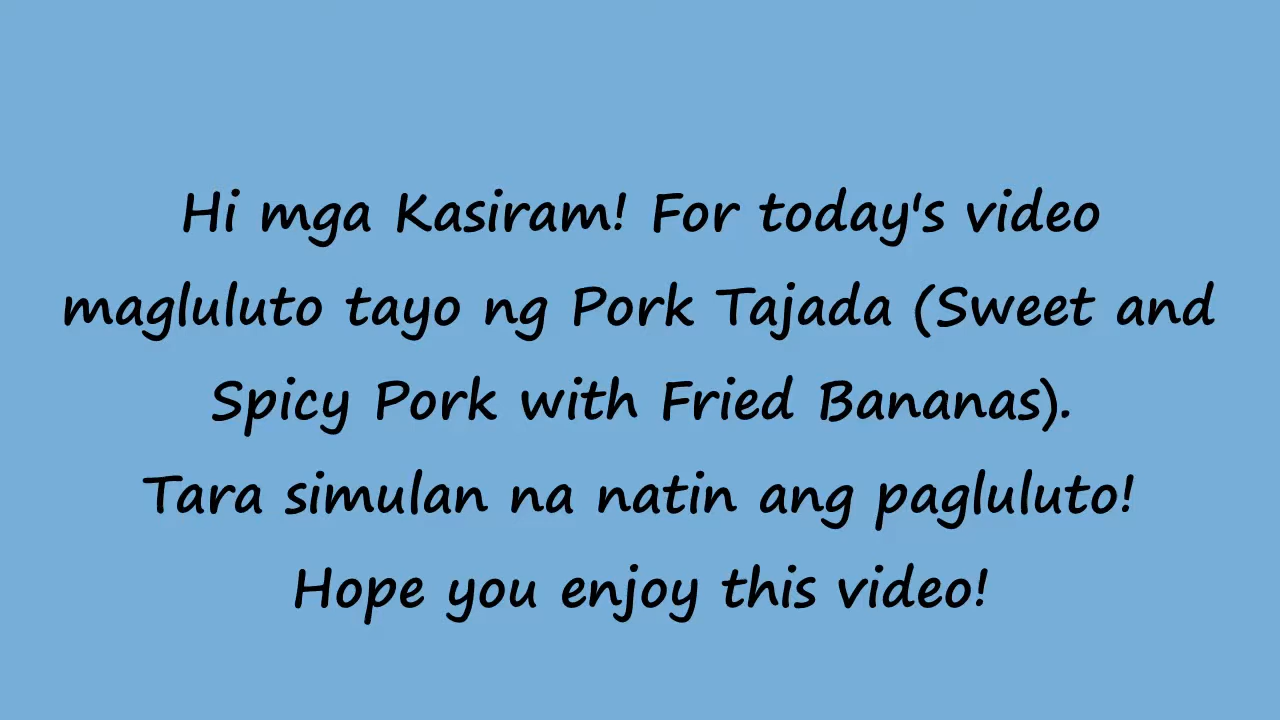 Hi mga Kasiram! For today's video
magluluto tayo ng Pork Tajada (Sweet and
Spicy Pork with Fried Bananas).
Tara simulan na natin ang pagluluto!
Hope you enjoy this video!